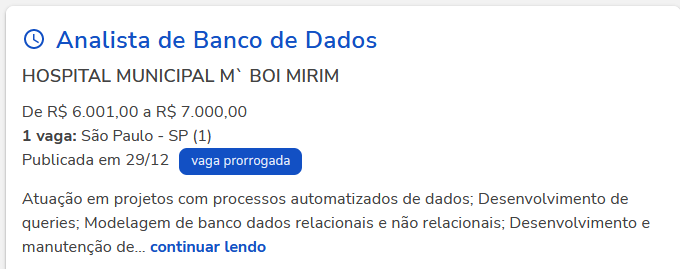 Analista de Banco de Dados
HOSPITAL MUNICIPAL M` BOI MIRIM
De R$ 6.001,00 a R$ 7.000,00
1 vaga: São Paulo - SP (1)
Publicada em 29/12 vaga prorrogada
Atuação em projetos com processos automatizados de dados; Desenvolvimento de
queries; Modelagem de banco dados relacionais e não relacionais; Desenvolvimento e
manutenção de... continuar lendo